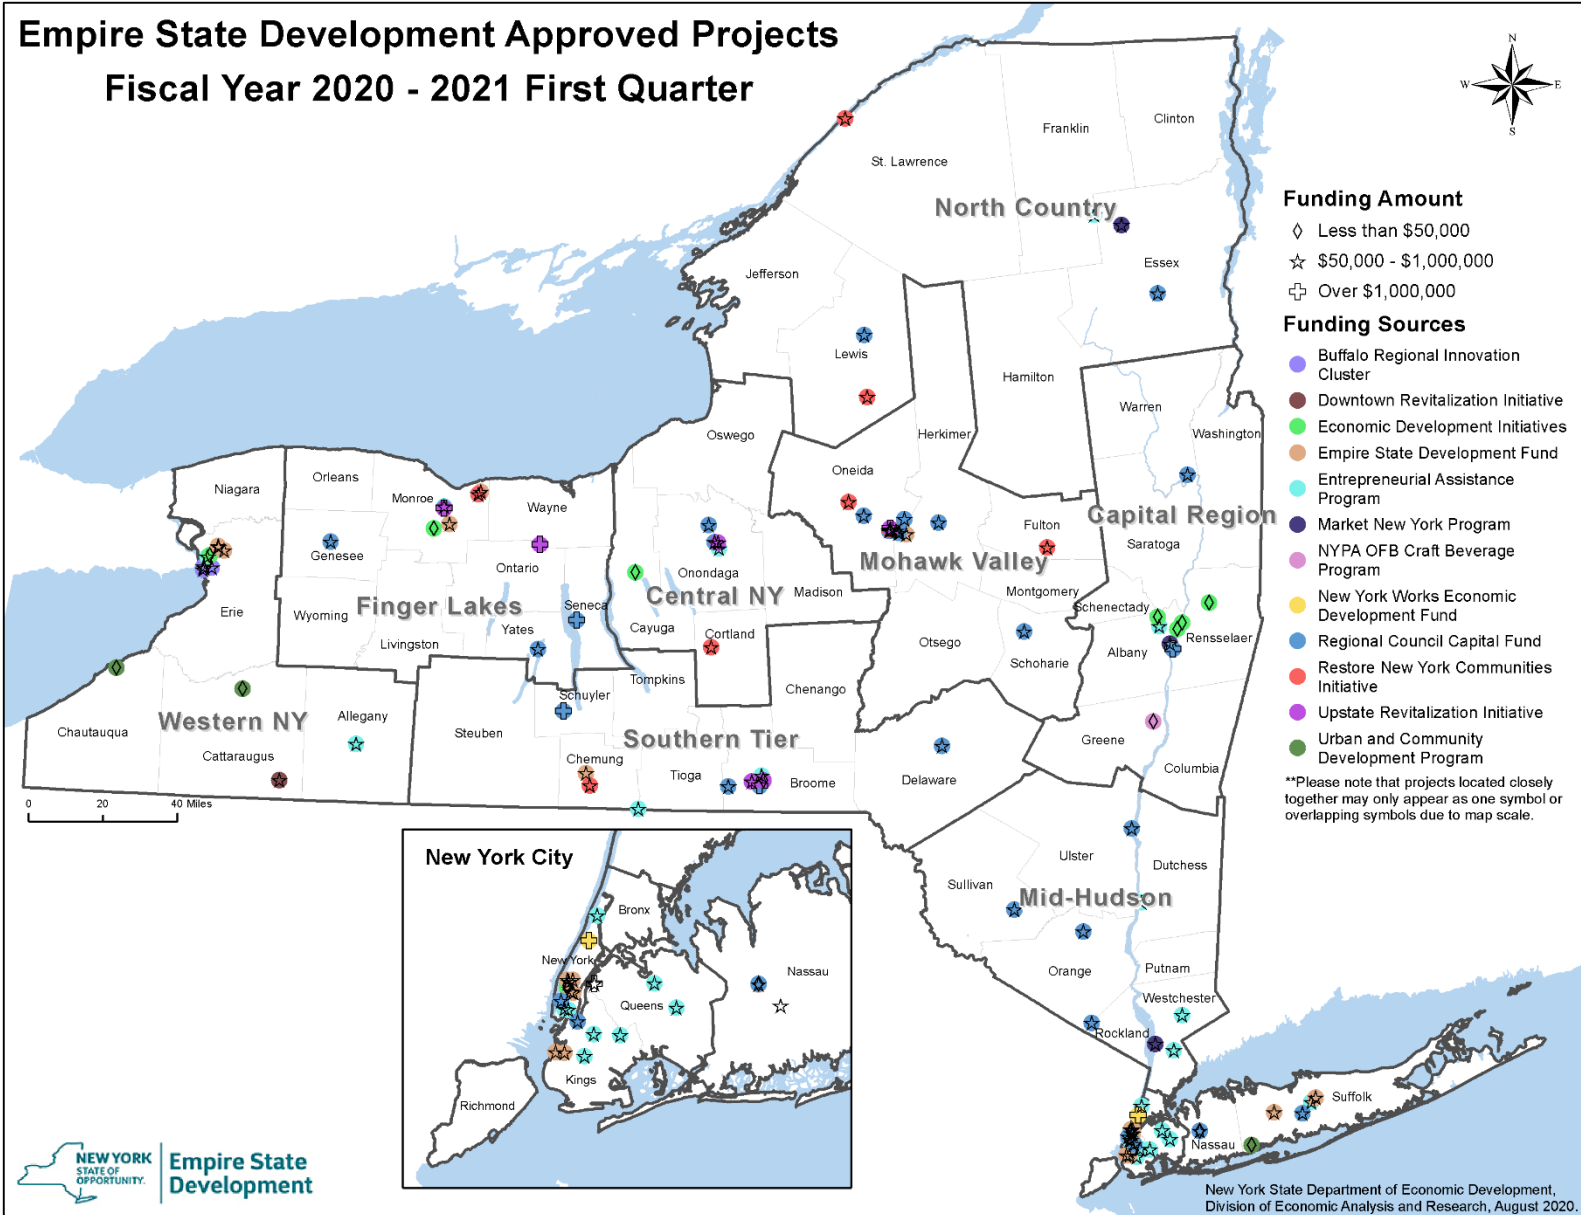 Empire State Development Approved Projects
Fiscal Year 2020 - 2021 First Quarter
N
W
E
S
Funding Amount
Less than $50,000
$50,000 - $1,000,000
Over $1,000,000
Funding Sources
Buffalo Regional Innovation
Cluster
Downtown Revitalization Initiative
Economic Development Initiatives
Empire State Development Fund
Entrepreneurial Assistance
Program
Market New York Program
NYPA OFB Craft Beverage
Program
New York Works Economic
Development Fund
Regional Council Capital Fund
Restore New York Communities
Initiative
Upstate Revitalization Initiative
Urban and Community
Development Program
**Please note that projects located closely
together may only appear as one symbol or
overlapping symbols due to map scale.
Clinton
Franklin
St. Lawrence
North Country
Essex
Jefferson
Lewis
Hamilton
Warren
Washington
Herkimer
Oswego
Oneida
Fulton
Capital Region
Saratoga
Mohawk Valley
Montgomery
Schenectady
Rensselaer
Albany
Otsego
Schoharie
Greene
Columbia
Niagara
Orleans
Monroe
Wayne
Genesee
Ontario
Onondaga
Madison
Central NY
Finger Lakes
Seneca
Erie
Wyoming
Yates
Cayuga
Cortland
Livingston
Tompkins
Chenango
Schuyler
Western NY
Allegany
Chautauqua
Steuben
Southern Tier
Cattaraugus
Chemung
Tioga
Broome
Delaware
0 20 40 Miles
Ulster
Dutchess
Sullivan
Mid-Hudson
Orange
Putnam
Westchester
Rockland
Suffolk
Nassau
New York City
Bronx
New York
Nassau
Queens
Kings
Richmond
NEW YORK
STATE OF
OPPORTUNITY.
Empire State
Development
New York State Department of Economic Development,
Division of Economic Analysis and Research, August 2020.